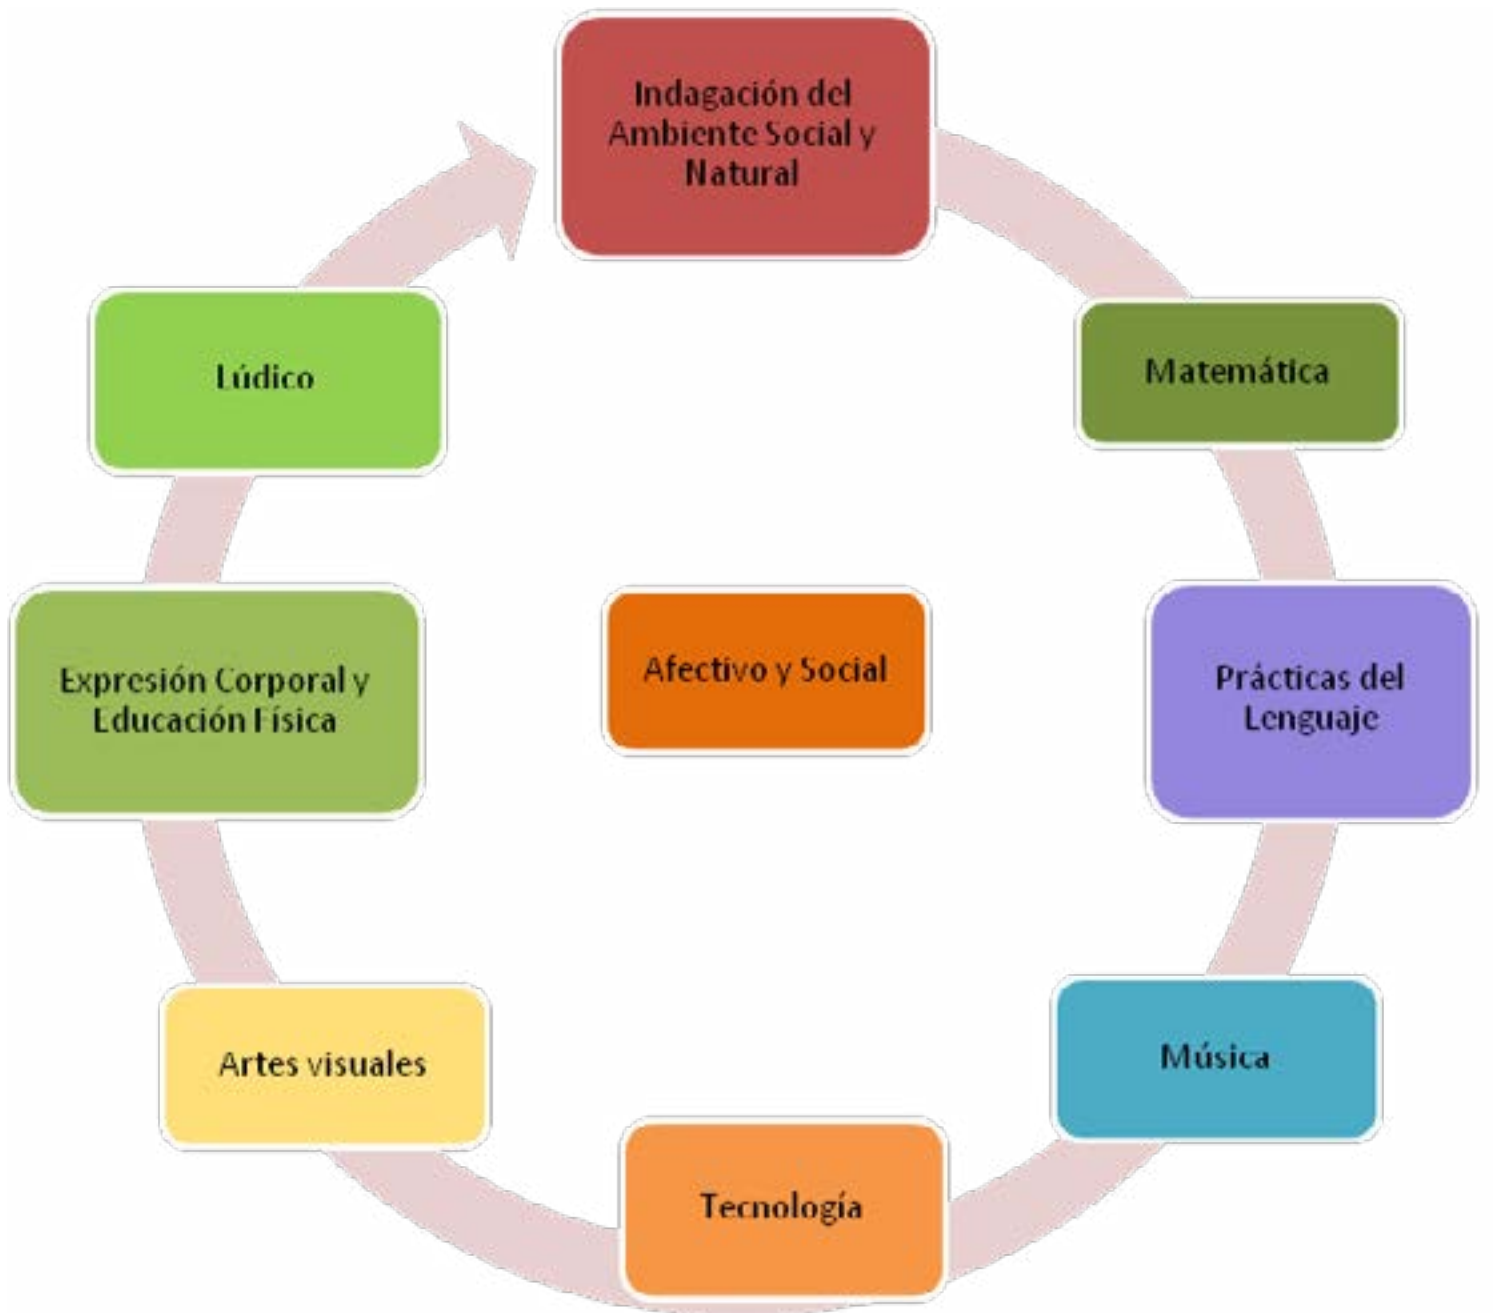 Indagación del
Ambiente Social y
Natural
Matemática
Prácticas del
Lenguaje
Música
Tecnología
Artes visuales
Expresión Corporal y
Educación Física
Lúdico
Afectivo y Social